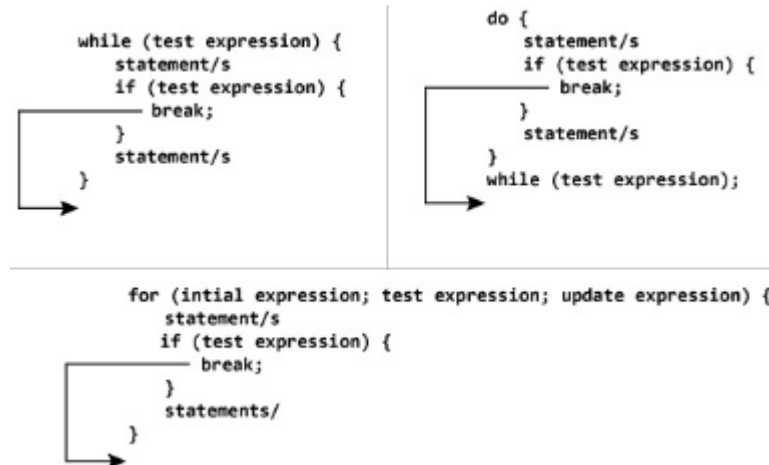 while (test expression) {
statement/s
if (test expression) {
break;
}
statement/s
}
do {
statement/s
if (test expression) {
break;
}
statement/s
}
while (test expression);
for (intial expression; test expression; update expression) {
statement/s
if (test expression) {
break;
}
statements/
}